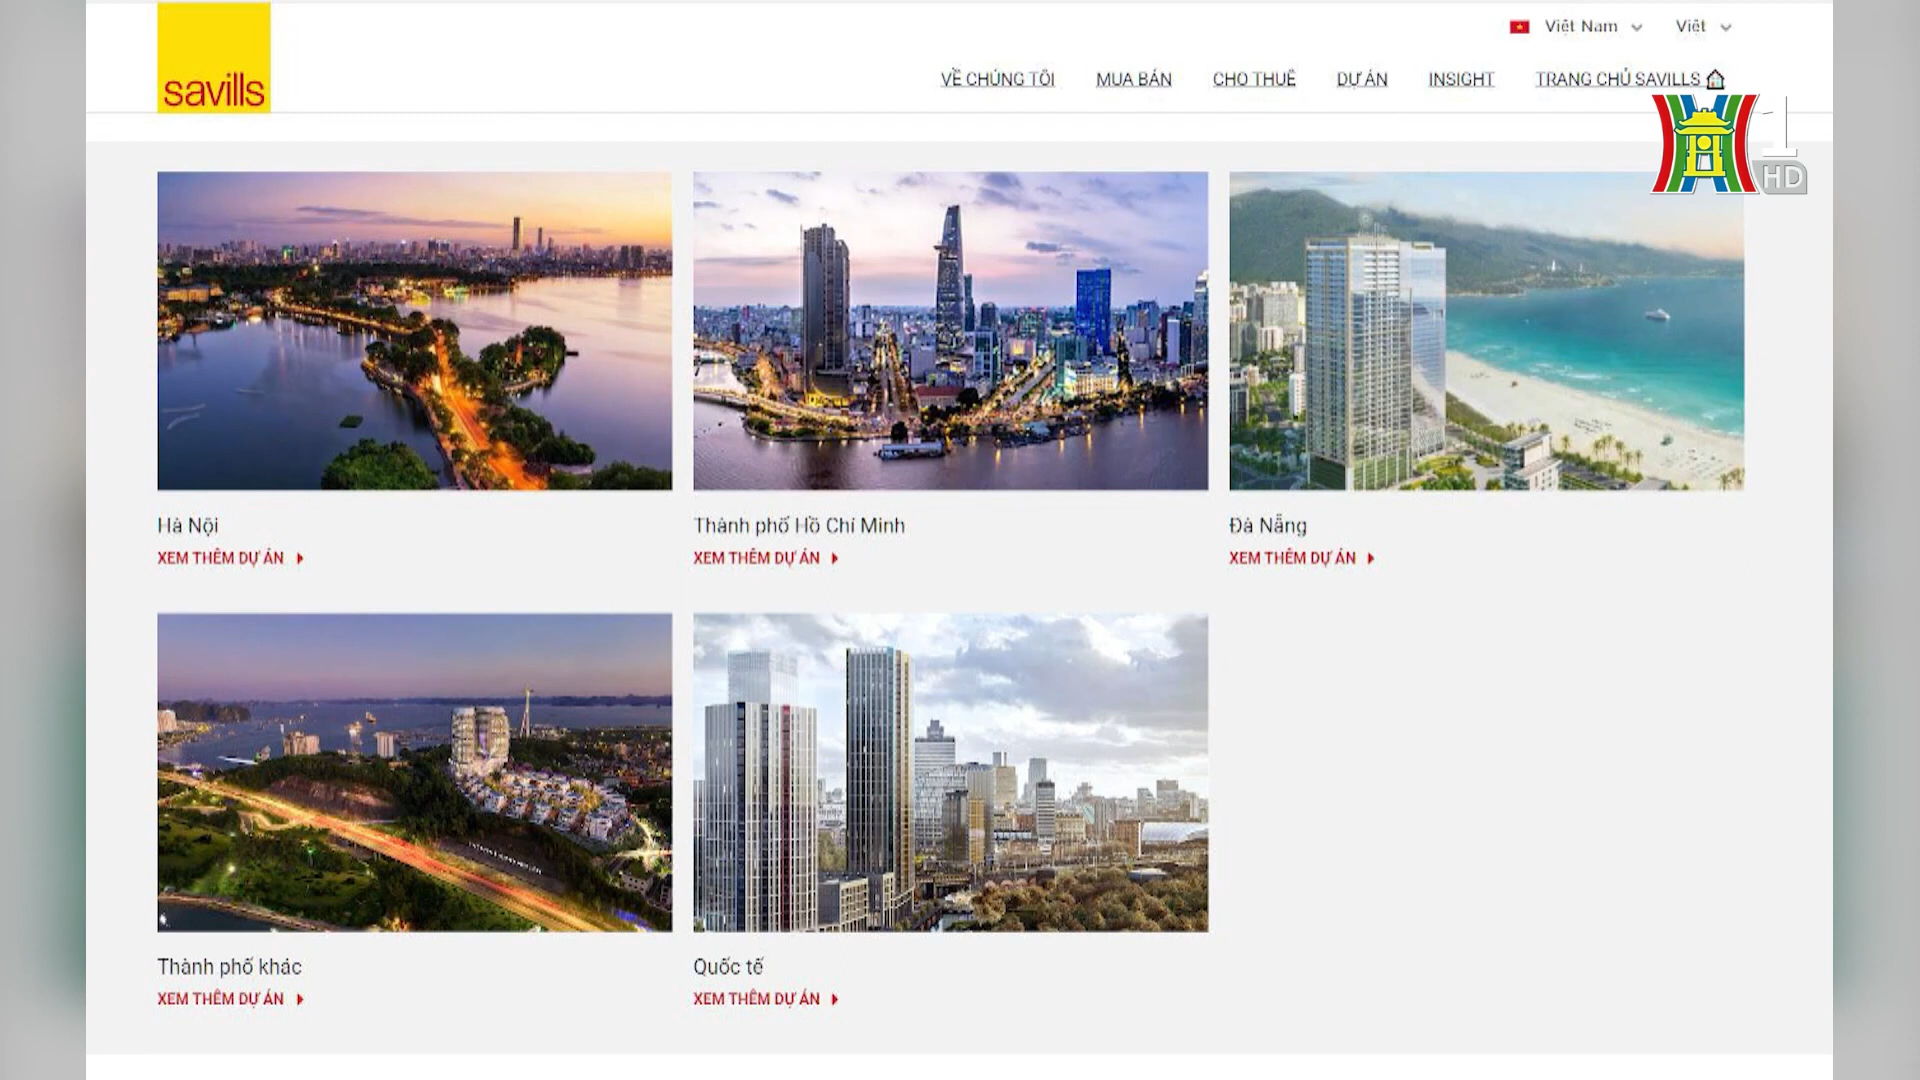 Việt Nam Việt
savills
VỀ CHÚNG TÔI MUA BÁN CHO THUÊ DỰ ÁN INSIGHT TRANG CHỦ SAVILLS
1
HD
Hà Nội
XEM THÊM DỰ ÁN
Thành phố Hồ Chí Minh
XEM THÊM DỰ ÁN
Đà Nẵng
XEM THÊM DỰ ÁN
Thành phố khác
XEM THÊM DỰ ÁN
Quốc tế
XEM THÊM DỰ ÁN